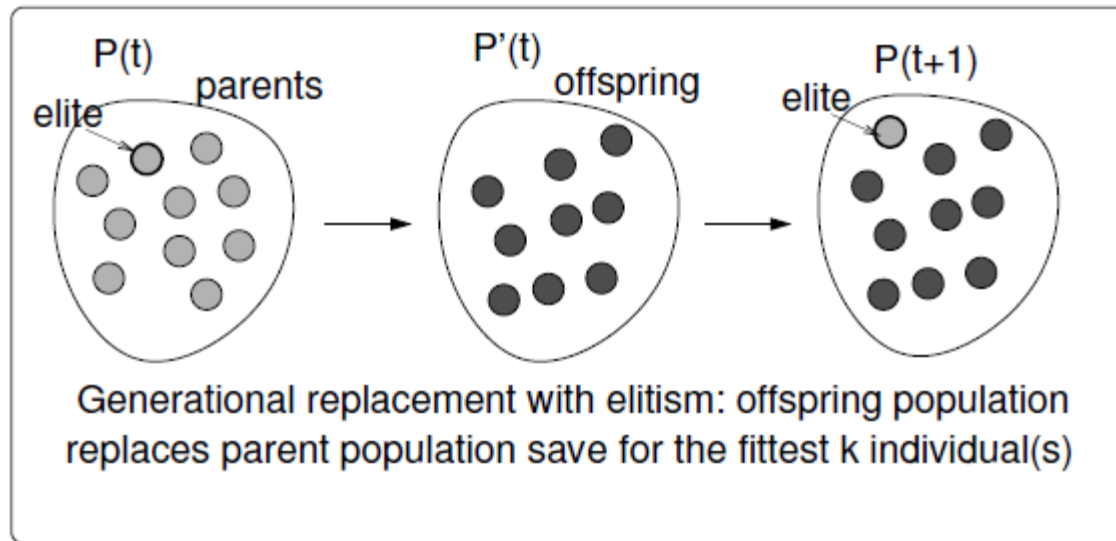 P(t)
parents
elite
P’(t)
offspring
P(t+1)
elite
Generational replacement with elitism: offspring population
replaces parent population save for the fittest k individual(s)